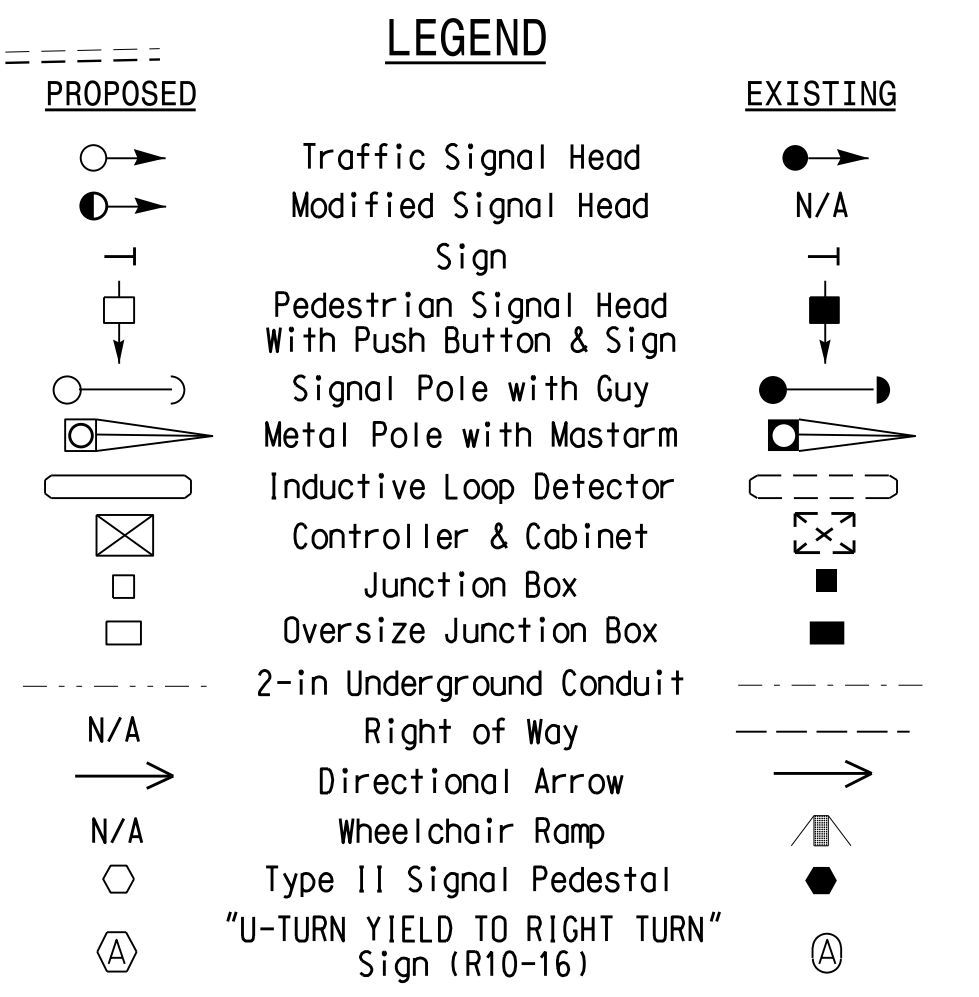 LEGEND
PROPOSED EXISTING
Traffic Signal Head
Modified Signal Head N/A
Sign
Pedestrian Signal Head
With Push Button & Sign
Signal Pole with Guy
Metal Pole with Mastarm
Inductive Loop Detector
Controller & Cabinet
Junction Box
Oversize Junction Box
2-in Underground Conduit
N/A Right of Way
Directional Arrow
N/A Wheelchair Ramp
Type II Signal Pedestal
"U-TURN YIELD TO RIGHT TURN"
A Sign (R10-16) A